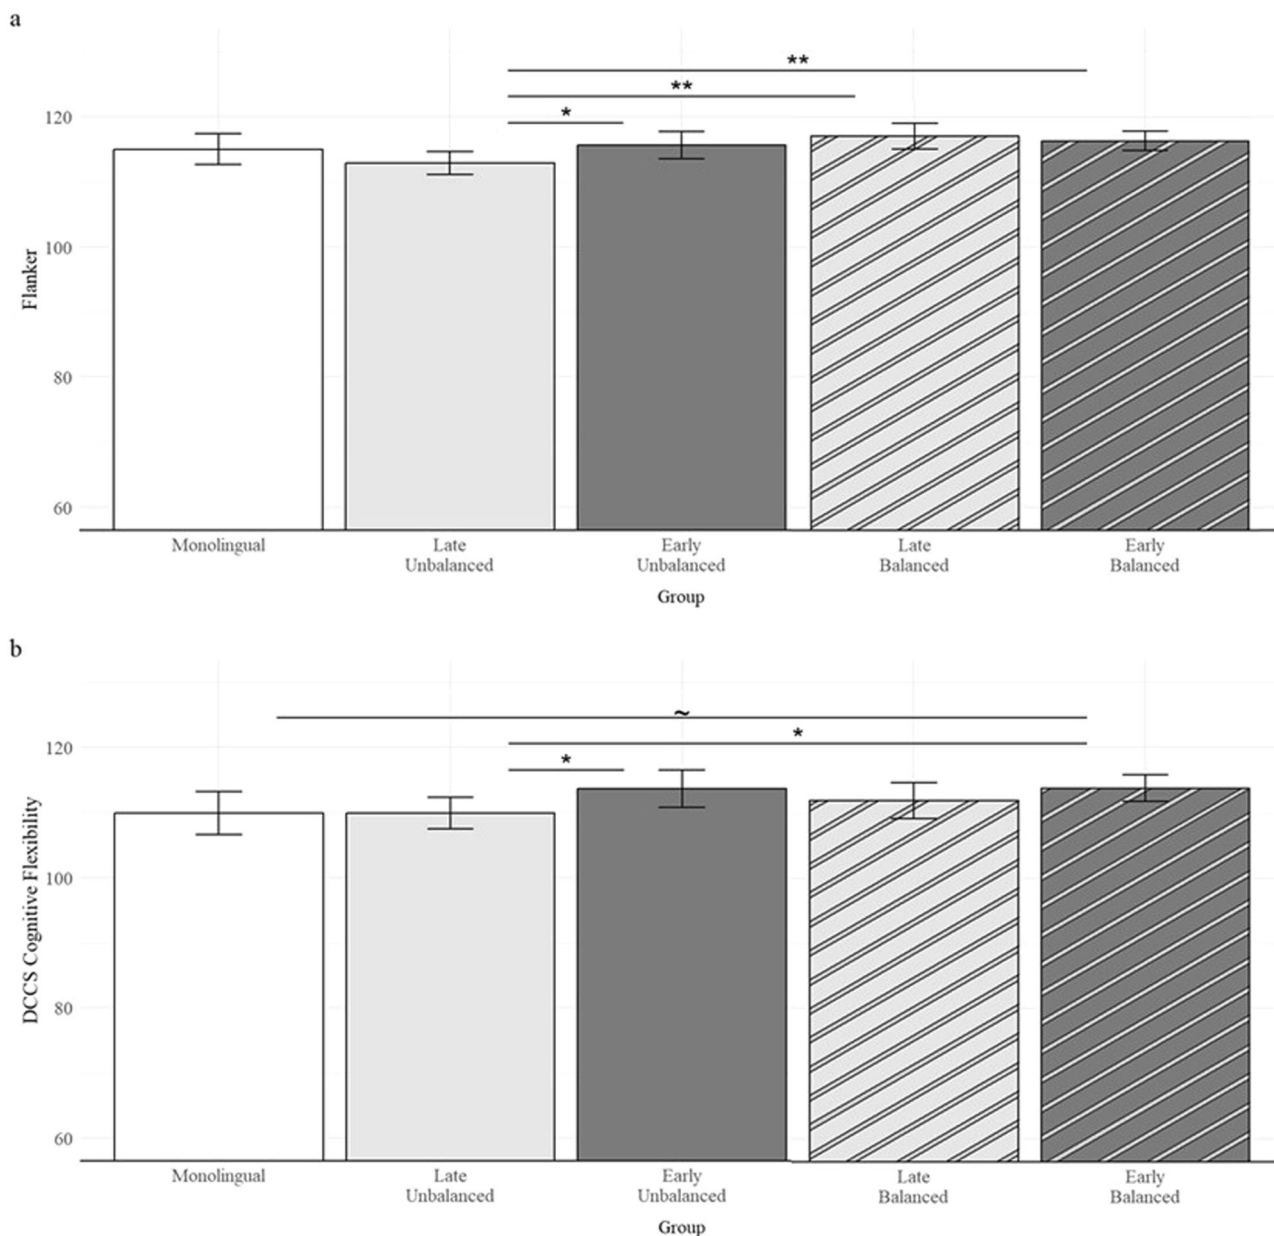 a
**
**
*
120
100
80
60
Flanker
Monolingual
Late
Unbalanced
Early
Unbalanced
Late
Balanced
Early
Balanced
Group
b
~
*
*
120
100
80
60
DCCS Cognitive Flexibility
Monolingual
Late
Unbalanced
Early
Unbalanced
Late
Balanced
Early
Balanced
Group